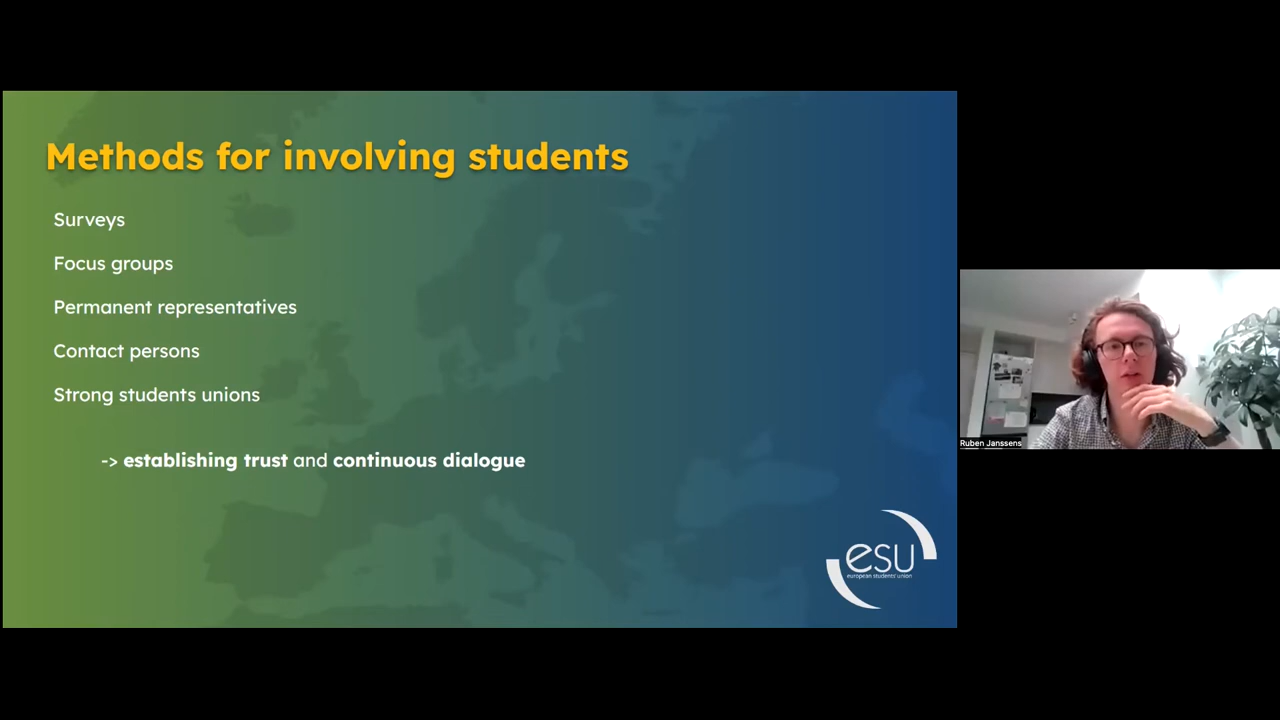 Methods for involving students
Surveys
Focus groups
Permanent representatives
Contact persons
Strong students unions
-> establishing trust and continuous dialogue
esu
european students' union
Ruben Janssens